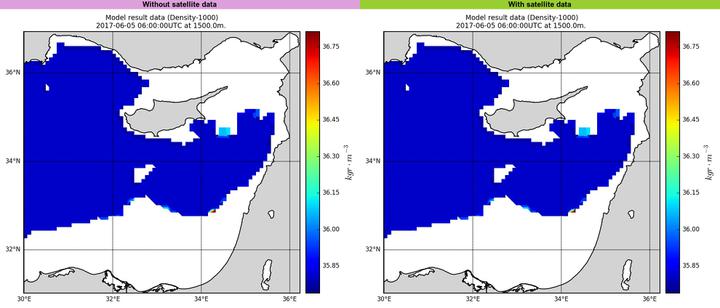 Without satellite data
Model result data (Density-1000)
2017-06-05 06:00:00UTC at 1500.0m.
36°N
34°N
32°N
30°E
32°E
34°E
36°E
36.75
36.60
36.45
36.30
36.15
36.00
35.85
kgr · m⁻³
With satellite data
Model result data (Density-1000)
2017-06-05 06:00:00UTC at 1500.0m.
36°N
34°N
32°N
30°E
32°E
34°E
36°E
36.75
36.60
36.45
36.30
36.15
36.00
35.85
kgr · m⁻³